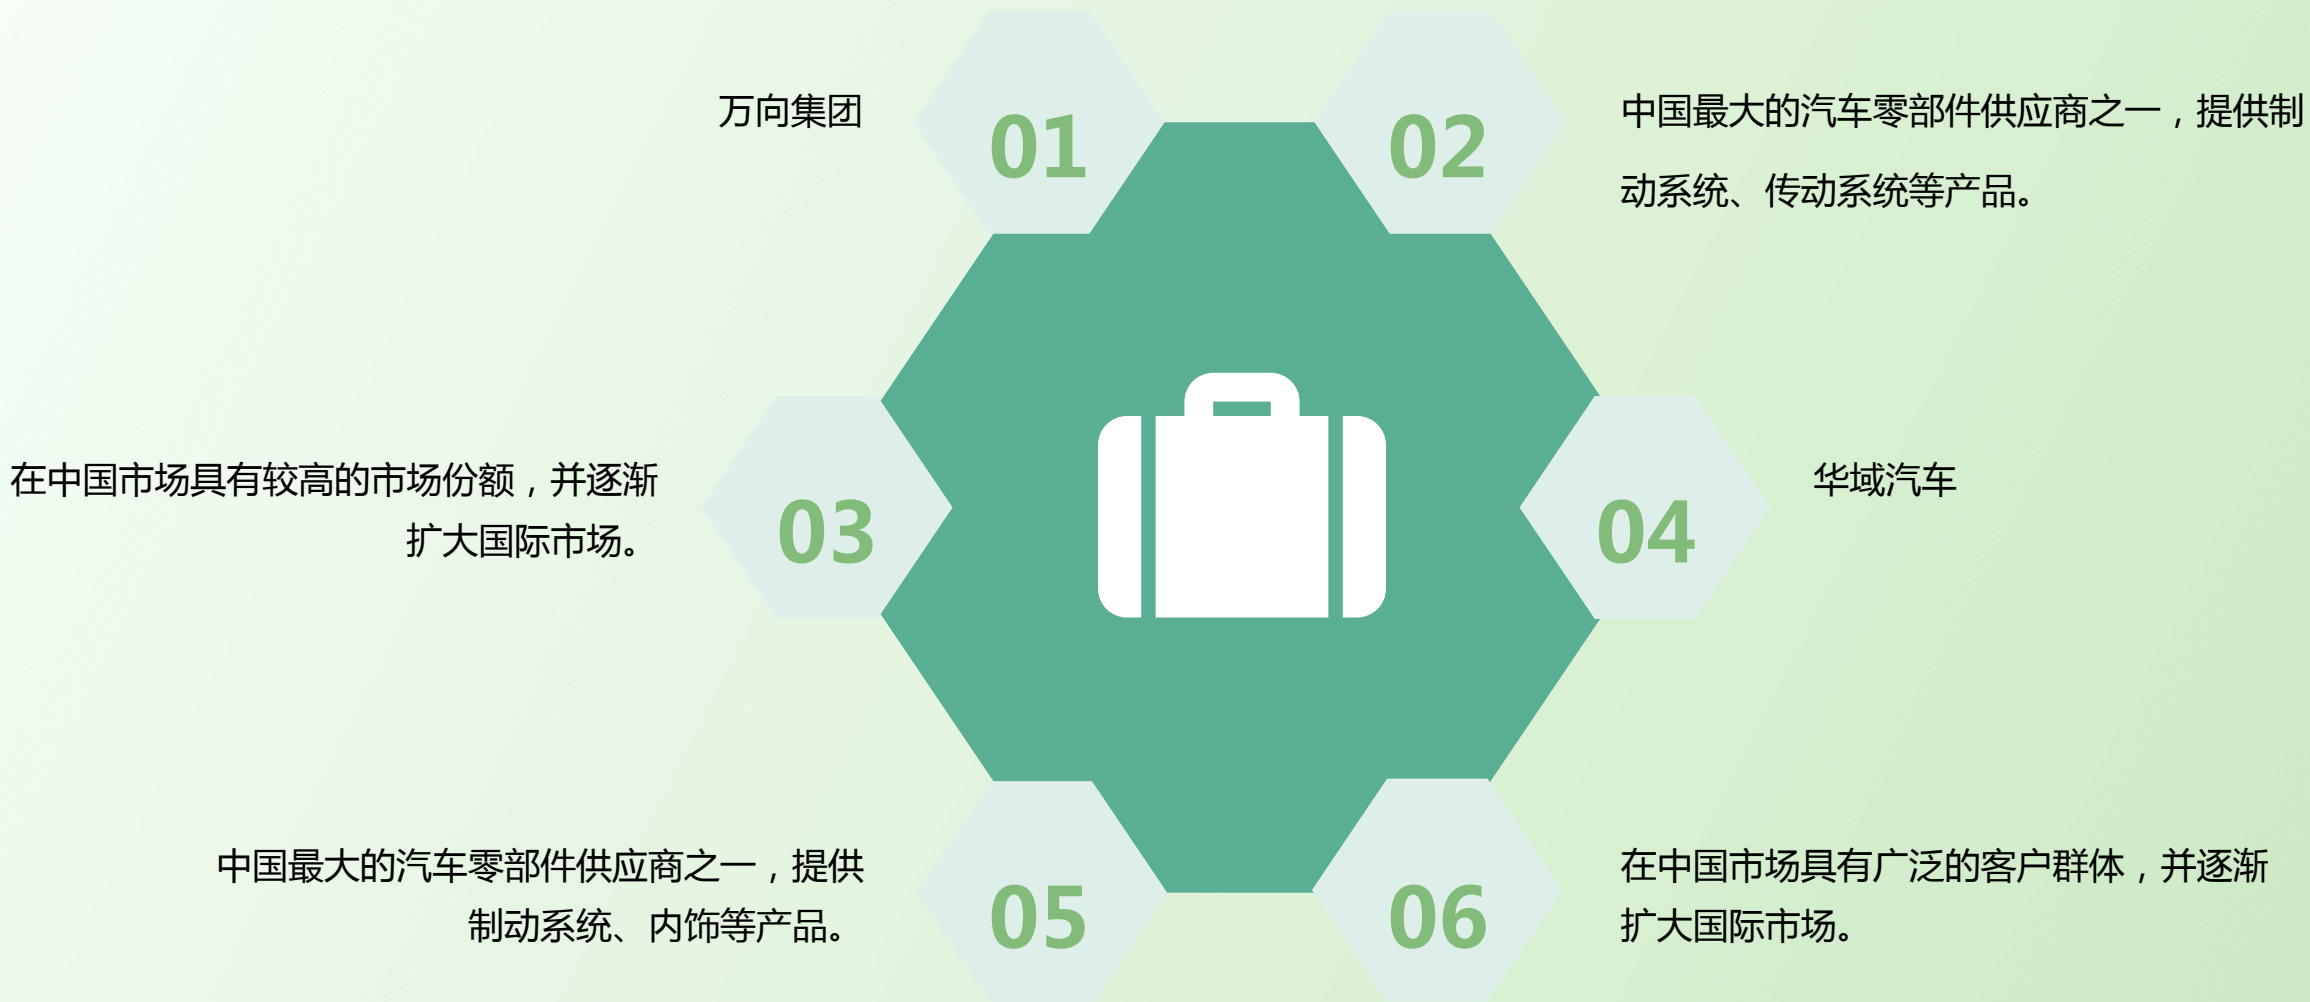 万向集团
01
02
中国最大的汽车零部件供应商之一，提供制
动系统、传动系统等产品。
在中国市场具有较高的市场份额，并逐渐
扩大国际市场。
03
04
华域汽车
中国最大的汽车零部件供应商之一，提供
制动系统、内饰等产品。
05
06
在中国市场具有广泛的客户群体，并逐渐
扩大国际市场。